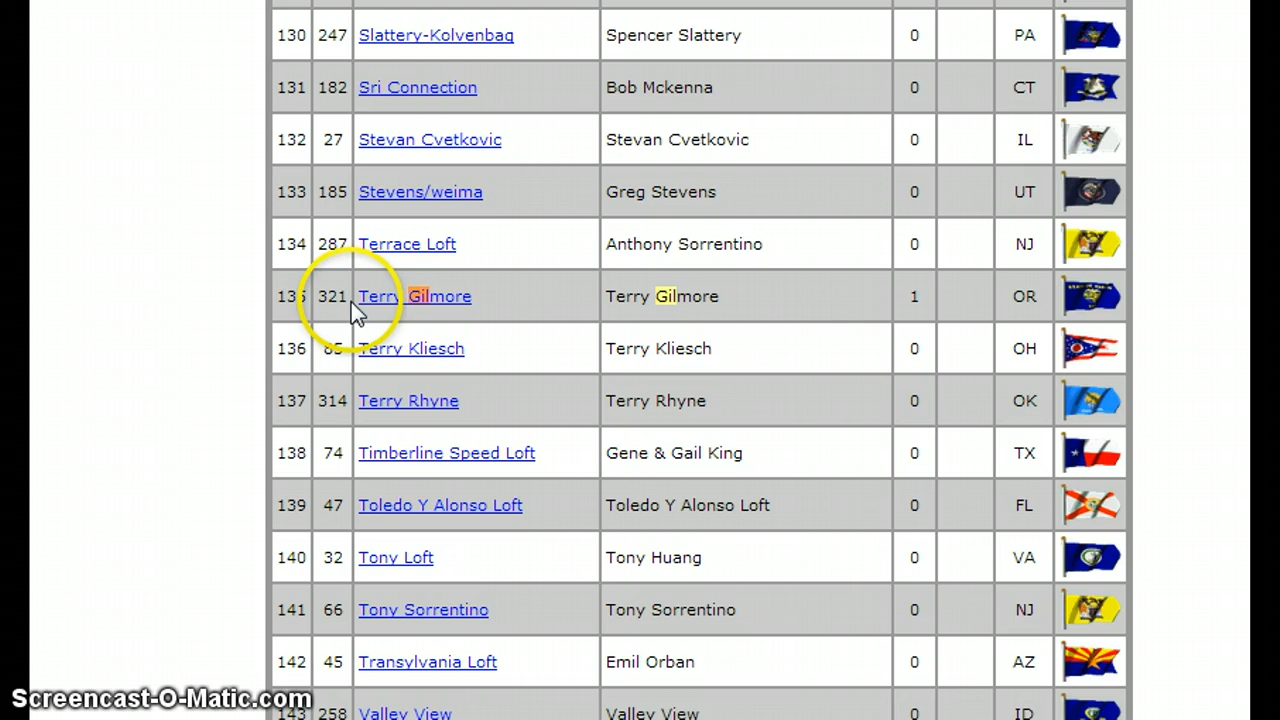 130 247 Slattery-Kolvenbag Spencer Slattery 0 PA
131 182 Sri Connection Bob Mckenna 0 CT
132 27 Stevan Cvetkovic Stevan Cvetkovic 0 IL
133 185 Stevens/weima Greg Stevens 0 UT
134 287 Terrace Loft Anthony Sorrentino 0 NJ
135 321 Terry Gilmore Terry Gilmore 1 OR
136 85 Terry Kliesch Terry Kliesch 0 OH
137 314 Terry Rhyne Terry Rhyne 0 OK
138 74 Timberline Speed Loft Gene & Gail King 0 TX
139 47 Toledo Y Alonso Loft Toledo Y Alonso Loft 0 FL
140 32 Tony Loft Tony Huang 0 VA
141 66 Tony Sorrentino Tony Sorrentino 0 NJ
142 45 Transylvania Loft Emil Orban 0 AZ
143 258 Valley View Valley View 0 ID
Screencast-O-Matic.com